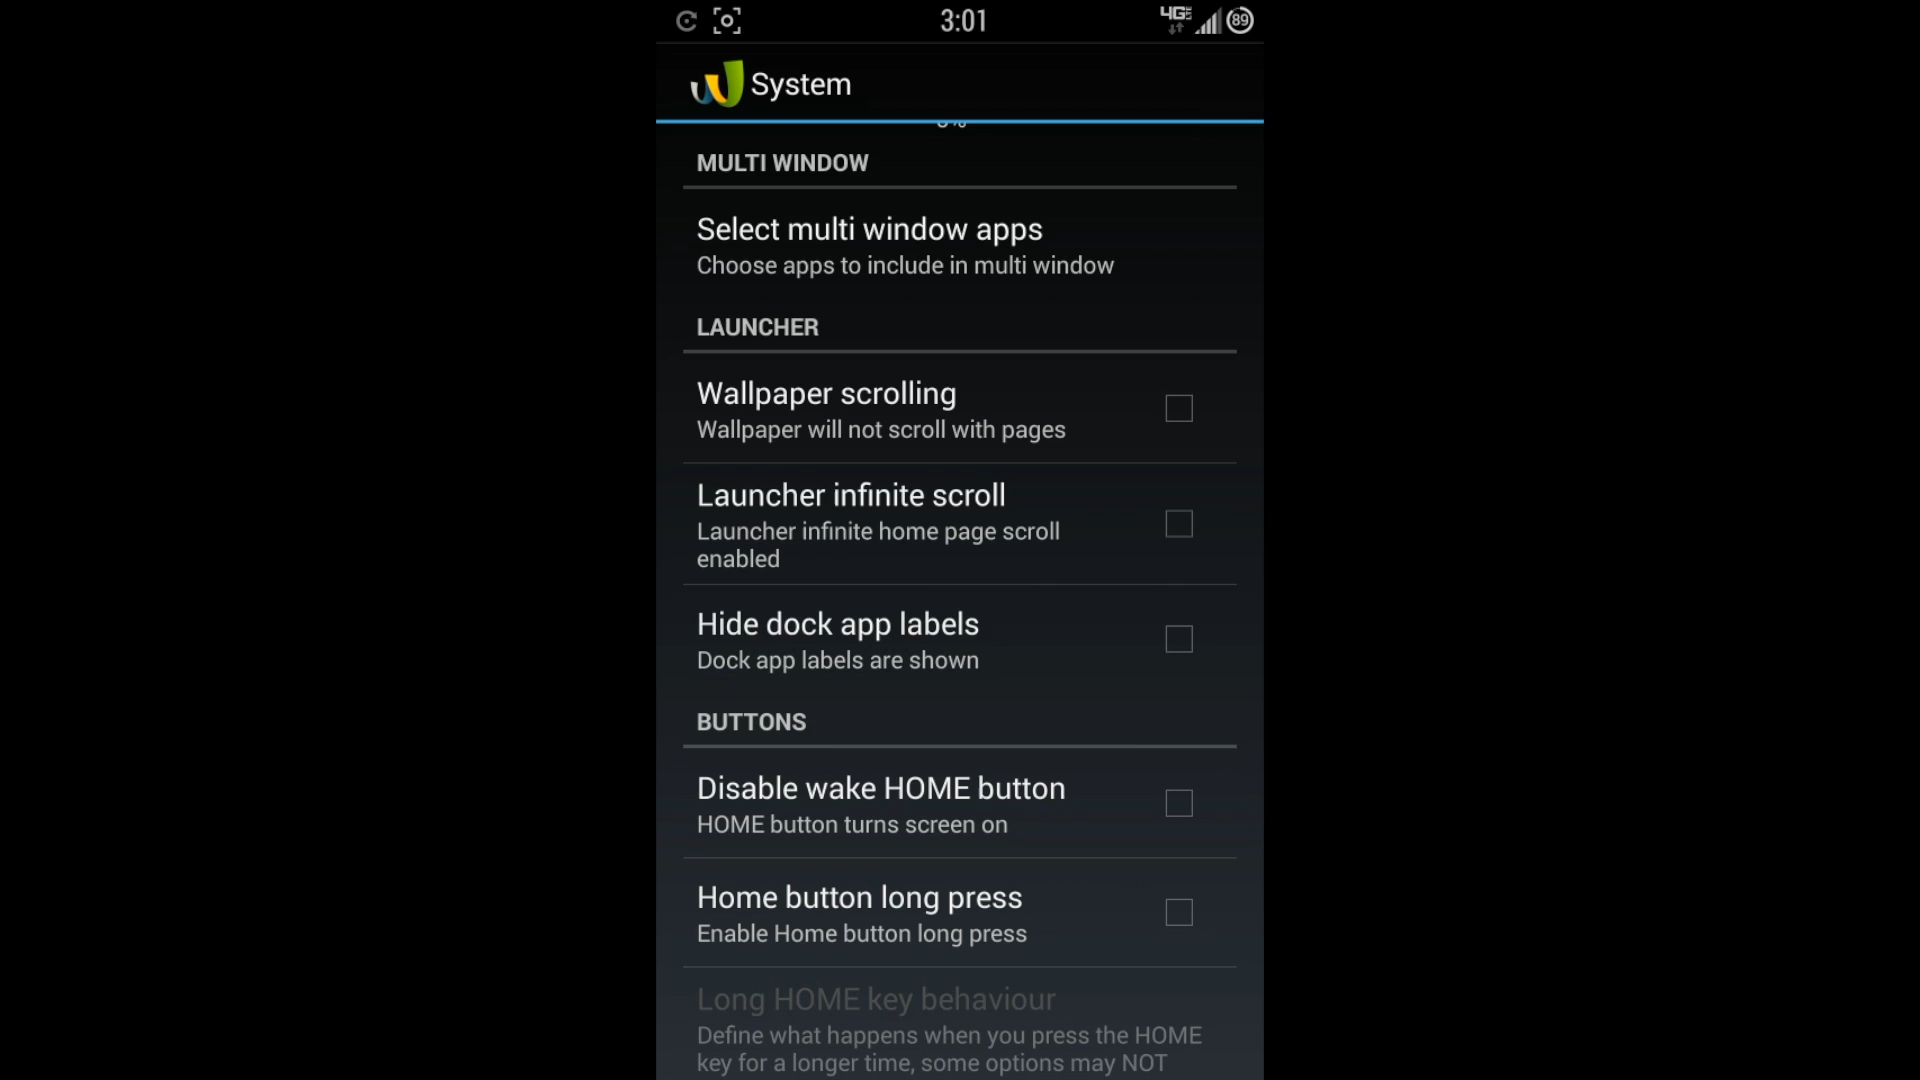 3:01
4G LTE
89
System
MULTI WINDOW
Select multi window apps
Choose apps to include in multi window
LAUNCHER
Wallpaper scrolling
Wallpaper will not scroll with pages
Launcher infinite scroll
Launcher infinite home page scroll
enabled
Hide dock app labels
Dock app labels are shown
BUTTONS
Disable wake HOME button
HOME button turns screen on
Home button long press
Enable Home button long press
Long HOME key behaviour
Define what happens when you press the HOME
key for a longer time, some options may NOT